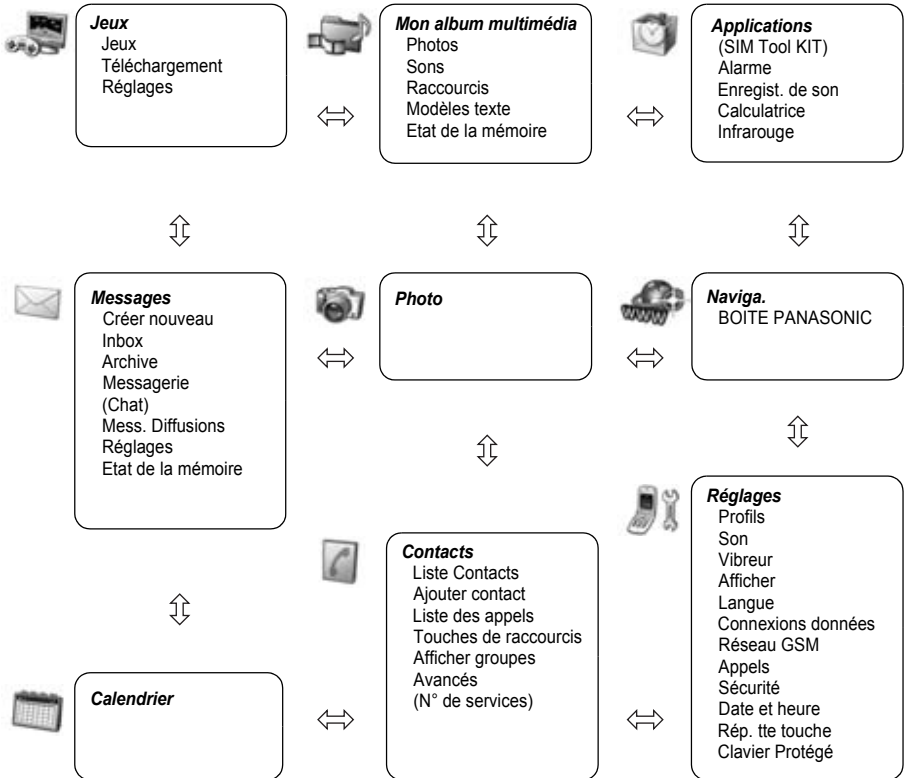 Jeux
Jeux
Téléchargement
Réglages
Mon album multimédia
Photos
Sons
Raccourcis
Modèles texte
Etat de la mémoire
Applications
(SIM Tool KIT)
Alarme
Enregist. de son
Calculatrice
Infrarouge
Messages
Créer nouveau
Inbox
Archive
Messagerie
(Chat)
Mess. Diffusions
Réglages
Etat de la mémoire
Photo
WWW
Naviga.
BOITE PANASONIC
Calendrier
Contacts
Liste Contacts
Ajouter contact
Liste des appels
Touches de raccourcis
Afficher groupes
Avancés
(N° de services)
Réglages
Profils
Son
Vibreur
Afficher
Langue
Connexions données
Réseau GSM
Appels
Sécurité
Date et heure
Rép. tte touche
Clavier Protégé